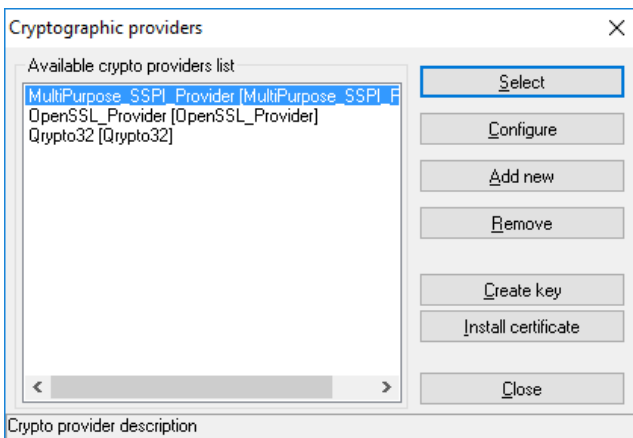 Cryptographic providers
Available crypto providers list
MultiPurpose_SSPI_Provider [MultiPurpose_SSPI_P
OpenSSL_Provider [OpenSSL_Provider]
Qrypto32 [Qrypto32]
Select
Configure
Add new
Remove
Create key
Install certificate
Close
Crypto provider description